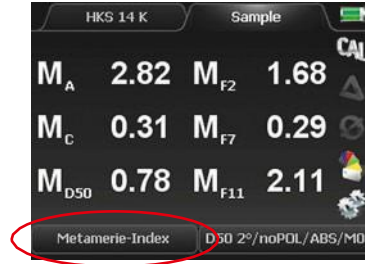 HKS 14 K Sample
CAL
MA 2.82 MF2 1.68
MC 0.31 MF7 0.29
MD50 0.78 MF11 2.11
Metamerie-Index D50 2°/noPOL/ABS/M0